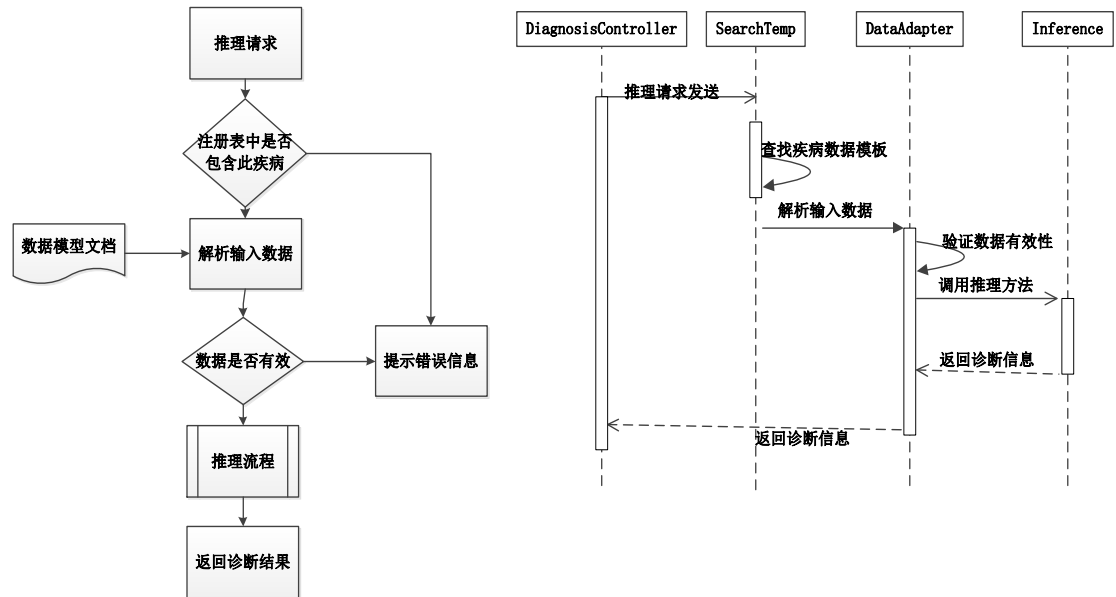 推理请求
注册表中是否
包含此疾病
数据模型文档
解析输入数据
数据是否有效
提示错误信息
推理流程
返回诊断结果
DiagnosisController
SearchTemp
DataAdapter
Inference
推理请求发送
查找疾病数据模板
解析输入数据
验证数据有效性
调用推理方法
返回诊断信息
返回诊断信息